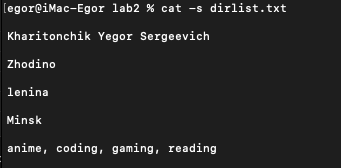 [egor@iMac-Egor lab2 % cat -s dirlist.txt
Kharitonchik Yegor Sergeevich
Zhodino
lenina
Minsk
anime, coding, gaming, reading